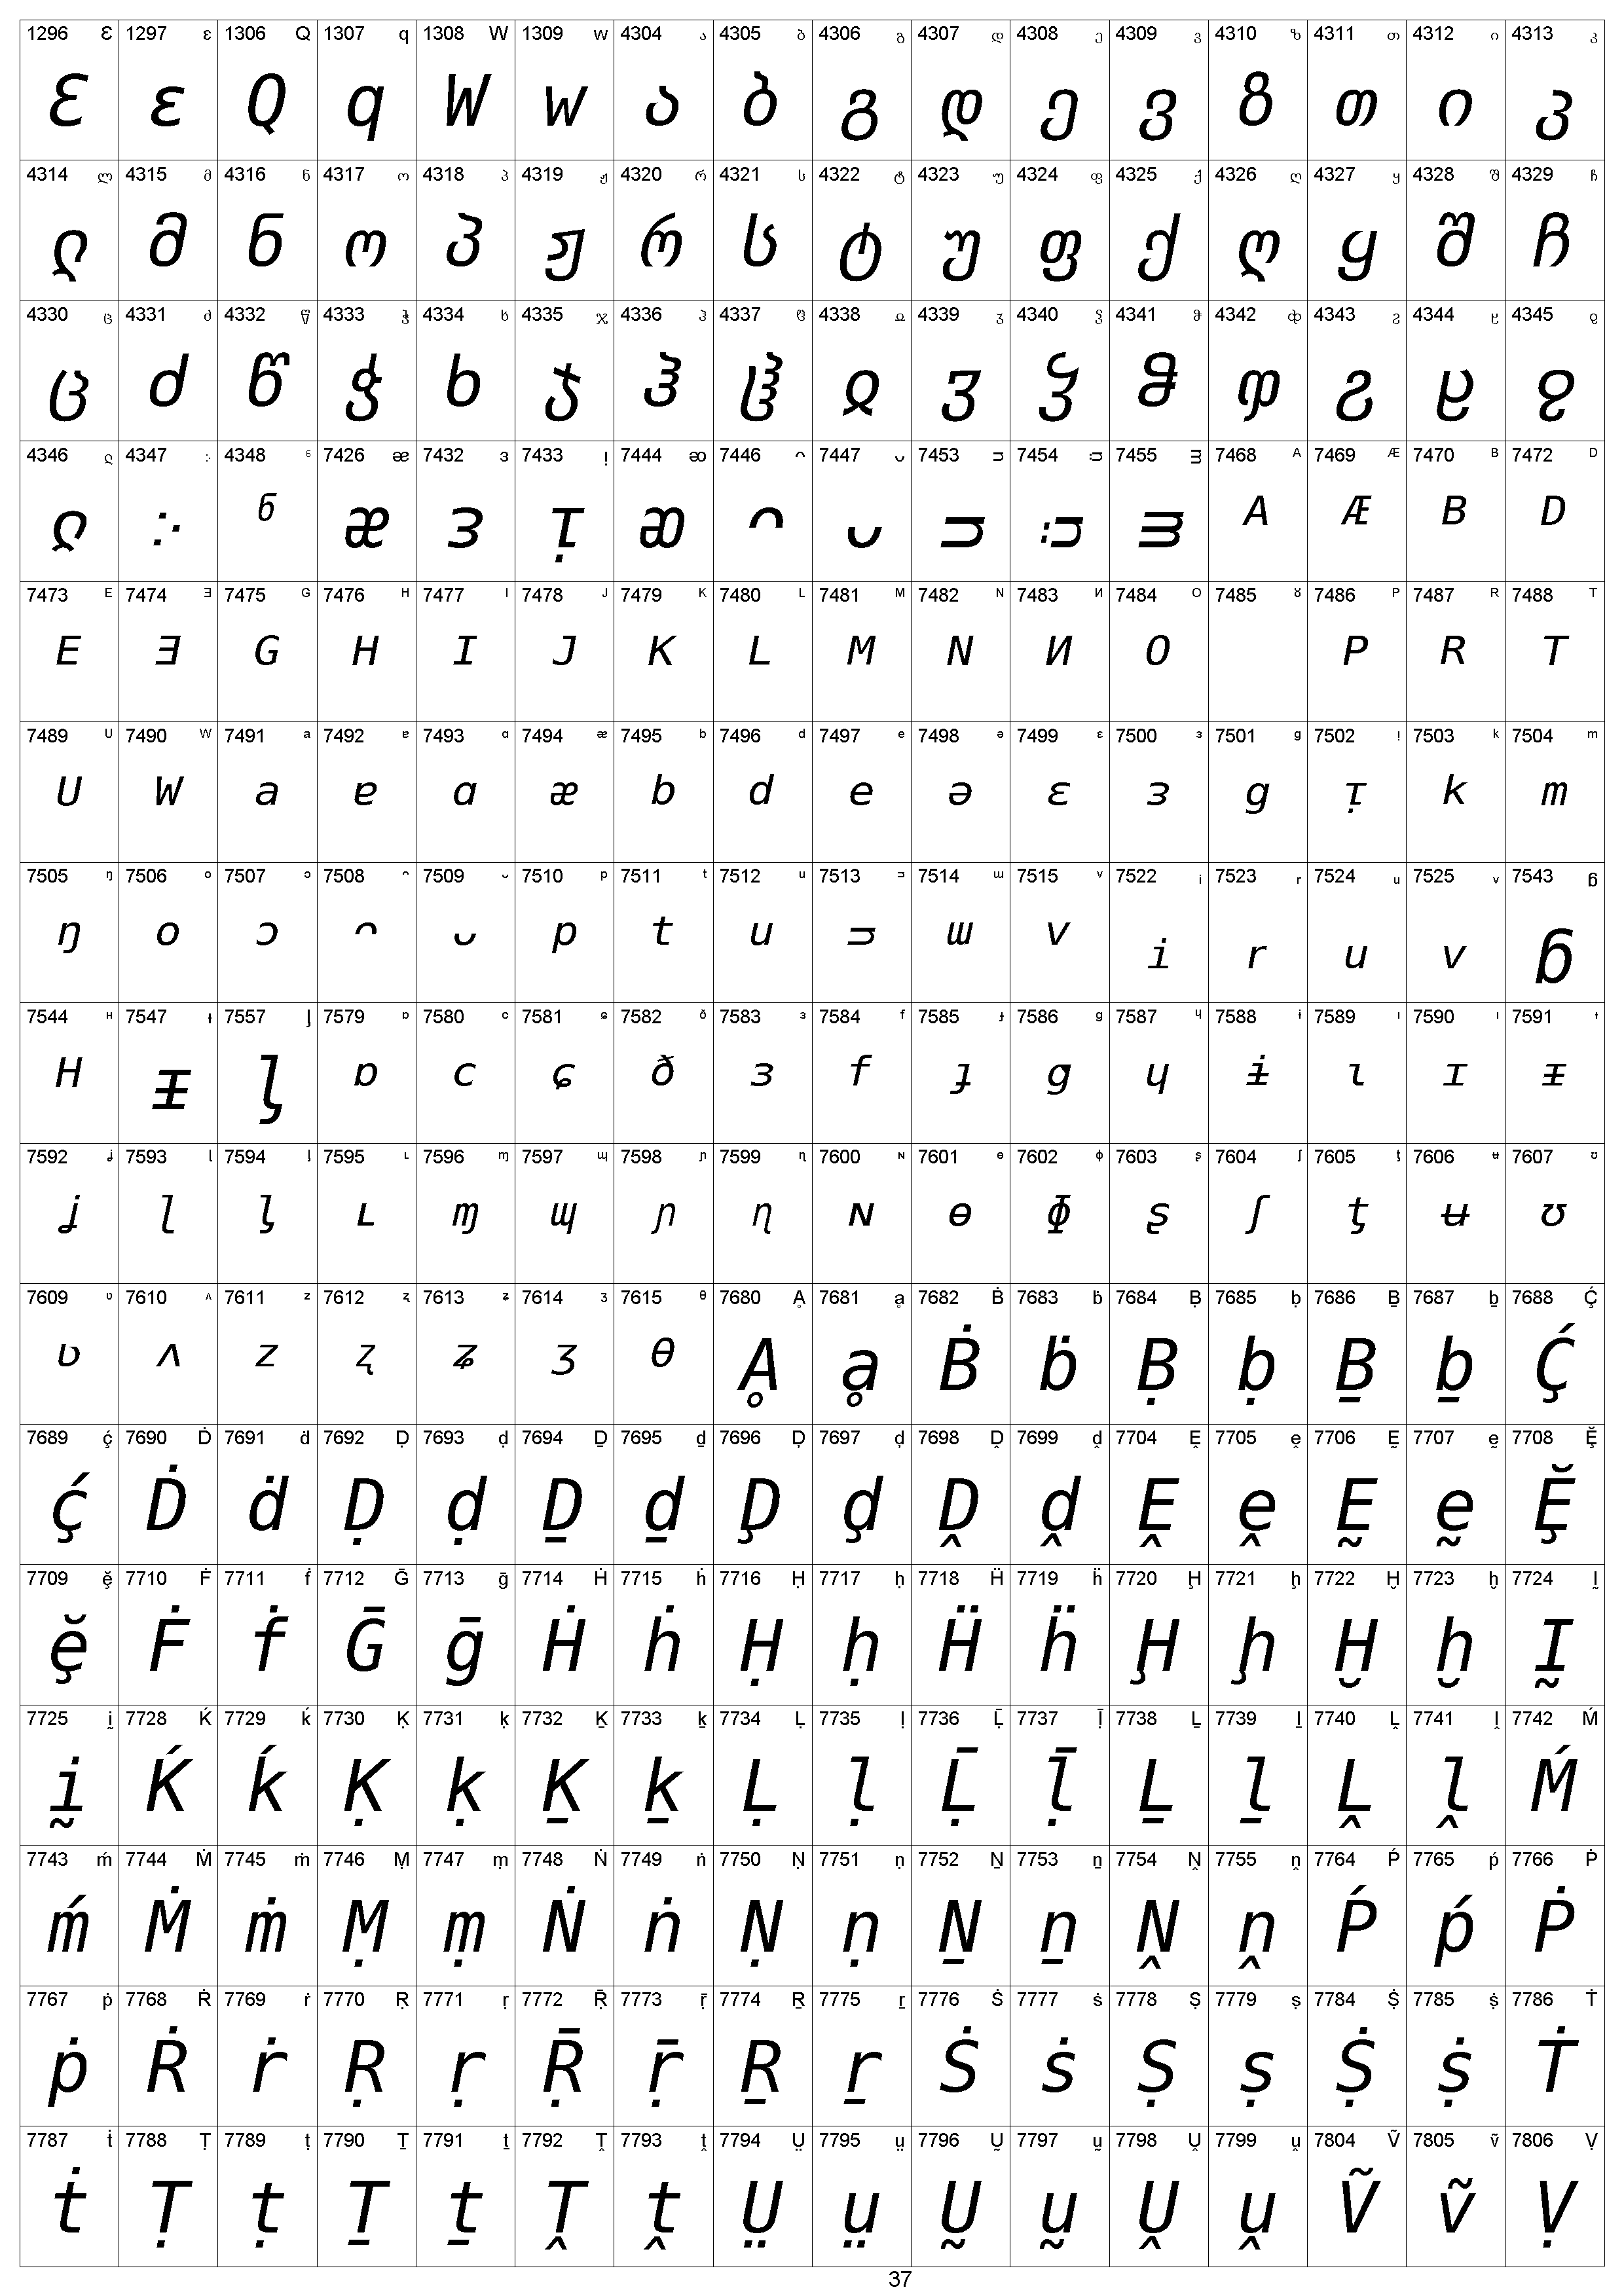 1296 Ԑ 1297 ԑ 1306 Ԛ 1307 ԛ 1308 Ԝ 1309 ԝ 4304 ა 4305 ბ 4306 გ 4307 დ 4308 ე 4309 ვ 4310 ზ 4311 თ 4312 ი 4313 კ
Ԑ ԑ Ԛ ԛ Ԝ ԝ ა ბ გ დ ე ვ ზ თ ი კ
4314 ლ 4315 მ 4316 ნ 4317 ო 4318 პ 4319 ჟ 4320 რ 4321 ს 4322 ტ 4323 უ 4324 ფ 4325 ქ 4326 ღ 4327 ყ 4328 შ 4329 ჩ
ლ მ ნ ო პ ჟ რ ს ტ უ ფ ქ ღ ყ შ ჩ
4330 ც 4331 ძ 4332 წ 4333 ჭ 4334 ხ 4335 ჯ 4336 ჰ 4337 ჱ 4338 ჲ 4339 ჳ 4340 ჴ 4341 ჵ 4342 ჶ 4343 ჷ 4344 ჸ 4345 ჹ
ც ძ წ ჭ ხ ჯ ჰ ჱ ჲ ჳ ჴ ჵ ჶ ჷ ჸ ჹ
4346 ჺ 4347 ჻ 4348 ჼ 7426 ᴂ 7432 ᴈ 7433 ᴉ 7444 ᴔ 7446 ᴖ 7447 ᴗ 7453 ᴝ 7454 ᴞ 7455 ᴟ 7468 ᴬ 7469 ᴭ 7470 ᴮ 7472 ᴰ
ჺ ჻ ჼ ᴂ ᴈ ᴉ ᴔ ᴖ ᴗ ᴝ ᴞ ᴟ ᴬ ᴭ ᴮ ᴰ
7473 ᴱ 7474 ᴲ 7475 ᴳ 7476 ᴴ 7477 ᴵ 7478 ᴶ 7479 ᴷ 7480 ᴸ 7481 ᴹ 7482 ᴺ 7483 ᴻ 7484 ᴼ 7485 ᴽ 7486 ᴾ 7487 ᴿ 7488 ᵀ
ᴱ ᴲ ᴳ ᴴ ᴵ ᴶ ᴷ ᴸ ᴹ ᴺ ᴻ ᴼ ᴾ ᴿ ᵀ
7489 ᵁ 7490 ᵂ 7491 ᵃ 7492 ᵄ 7493 ᵅ 7494 ᵆ 7495 ᵇ 7496 ᵈ 7497 ᵉ 7498 ᵊ 7499 ᵋ 7500 ᵌ 7501 ᵍ 7502 ᵎ 7503 ᵏ 7504 ᵐ
ᵁ ᵂ ᵃ ᵄ ᵅ ᵆ ᵇ ᵈ ᵉ ᵊ ᵋ ᵌ ᵍ ᵎ ᵏ ᵐ
7505 ᵑ 7506 ᵒ 7507 ᵓ 7508 ᵔ 7509 ᵕ 7510 ᵖ 7511 ᵗ 7512 ᵘ 7513 ᵙ 7514 ᵚ 7515 ᵛ 7522 ᵢ 7523 ᵣ 7524 ᵤ 7525 ᵥ 7543 ᵷ
ᵑ ᵒ ᵓ ᵔ ᵕ ᵖ ᵗ ᵘ ᵙ ᵚ ᵛ ᵢ ᵣ ᵤ ᵥ ᵷ
7544 ᵸ 7547 ᵻ 7557 ᶅ 7579 ᶛ 7580 ᶜ 7581 ᶝ 7582 ᶞ 7583 ᶟ 7584 ᶠ 7585 ᶡ 7586 ᶢ 7587 ᶣ 7588 ᶤ 7589 ᶥ 7590 ᶦ 7591 ᶧ
ᵸ ᵻ ᶅ ᶛ ᶜ ᶝ ᶞ ᶟ ᶠ ᶡ ᶢ ᶣ ᶤ ᶥ ᶦ ᶧ
7592 ᶨ 7593 ᶩ 7594 ᶪ 7595 ᶫ 7596 ᶬ 7597 ᶭ 7598 ᶮ 7599 ᶯ 7600 ᶰ 7601 ᶱ 7602 ᶲ 7603 ᶳ 7604 ᶴ 7605 ᶵ 7606 ᶶ 7607 ᶷ
ᶨ ᶩ ᶪ ᶫ ᶬ ᶭ ᶮ ᶯ ᶰ ᶱ ᶲ ᶳ ᶴ ᶵ ᶶ ᶷ
7609 ᶹ 7610 ᶺ 7611 ᶻ 7612 ᶼ 7613 ᶽ 7614 ᶾ 7615 ᶿ 7680 Ḁ 7681 ḁ 7682 Ḃ 7683 ḃ 7684 Ḅ 7685 ḅ 7686 Ḇ 7687 ḇ 7688 Ḉ
ᶹ ᶺ ᶻ ᶼ ᶽ ᶾ ᶿ Ḁ ḁ Ḃ ḃ Ḅ ḅ Ḇ ḇ Ḉ
7689 ḉ 7690 Ḋ 7691 ḋ 7692 Ḍ 7693 ḍ 7694 Ḏ 7695 ḏ 7696 Ḑ 7697 ḑ 7698 Ḓ 7699 ḓ 7704 Ḙ 7705 ḙ 7706 Ḛ 7707 ḛ 7708 Ḝ
ḉ Ḋ ḋ Ḍ ḍ Ḏ ḏ Ḑ ḑ Ḓ ḓ Ḙ ḙ Ḛ ḛ Ḝ
7709 ḝ 7710 Ḟ 7711 ḟ 7712 Ḡ 7713 ḡ 7714 Ḣ 7715 ḣ 7716 Ḥ 7717 ḥ 7718 Ḧ 7719 ḧ 7720 Ḩ 7721 ḩ 7722 Ḫ 7723 ḫ 7724 Ḭ
ḝ Ḟ ḟ Ḡ ḡ Ḣ ḣ Ḥ ḥ Ḧ ḧ Ḩ ḩ Ḫ ḫ Ḭ
7725 ḭ 7728 Ḱ 7729 ḱ 7730 Ḳ 7731 ḳ 7732 Ḵ 7733 ḵ 7734 Ḷ 7735 ḷ 7736 Ḹ 7737 ḹ 7738 Ḻ 7739 ḻ 7740 Ḽ 7741 ḽ 7742 Ḿ
ḭ Ḱ ḱ Ḳ ḳ Ḵ ḵ Ḷ ḷ Ḹ ḹ Ḻ ḻ Ḽ ḽ Ḿ
7743 ḿ 7744 Ṁ 7745 ṁ 7746 Ṃ 7747 ṃ 7748 Ṅ 7749 ṅ 7750 Ṇ 7751 ṇ 7752 Ṉ 7753 ṉ 7754 Ṋ 7755 ṋ 7764 Ṕ 7765 ṕ 7766 Ṗ
ḿ Ṁ ṁ Ṃ ṃ Ṅ ṅ Ṇ ṇ Ṉ ṉ Ṋ ṋ Ṕ ṕ Ṗ
7767 ṗ 7768 Ṙ 7769 ṙ 7770 Ṛ 7771 ṛ 7772 Ṝ 7773 ṝ 7774 Ṟ 7775 ṟ 7776 Ṡ 7777 ṡ 7778 Ṣ 7779 ṣ 7784 Ṩ 7785 ṩ 7786 Ṫ
ṗ Ṙ ṙ Ṛ ṛ Ṝ ṝ Ṟ ṟ Ṡ ṡ Ṣ ṣ Ṩ ṩ Ṫ
7787 ṫ 7788 Ṭ 7789 ṭ 7790 Ṯ 7791 ṯ 7792 Ṱ 7793 ṱ 7794 Ṳ 7795 ṳ 7796 Ṵ 7797 ṵ 7798 Ṷ 7799 ṷ 7804 Ṽ 7805 ṽ 7806 Ṿ
ṫ Ṭ ṭ Ṯ ṯ Ṱ ṱ Ṳ ṳ Ṵ ṵ Ṷ ṷ Ṽ ṽ Ṿ
37